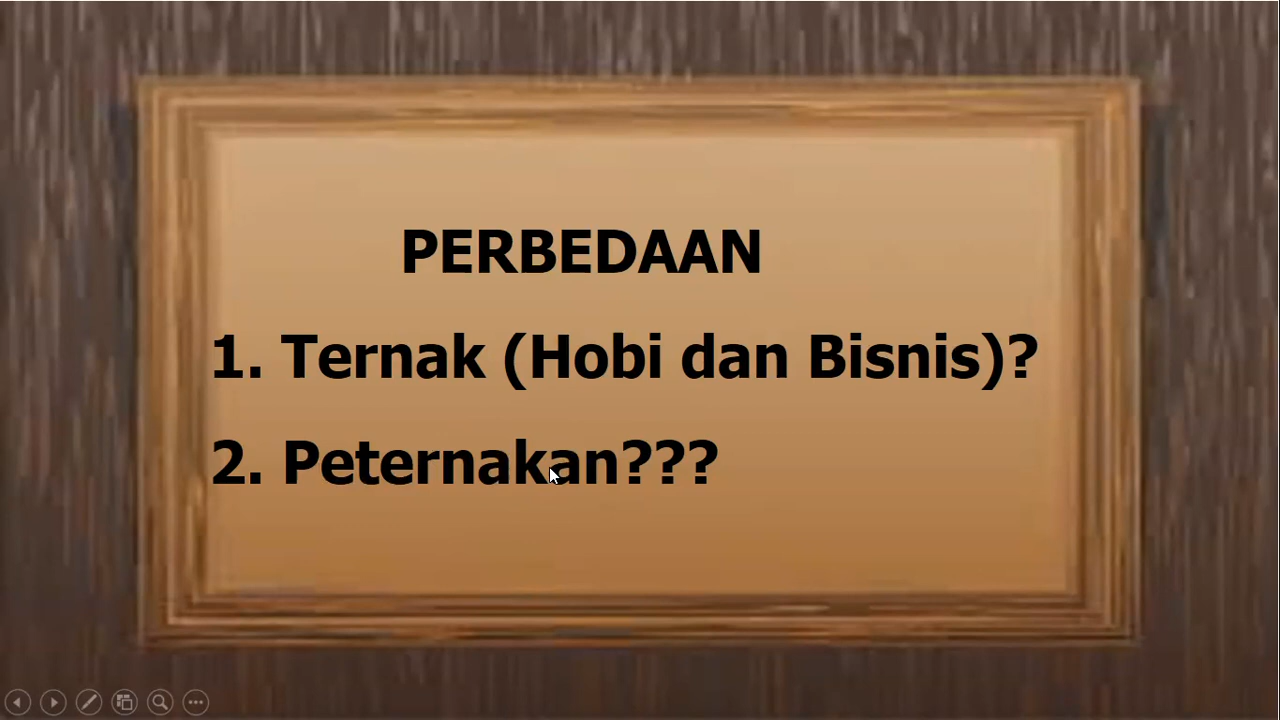 PERBEDAAN
1. Ternak (Hobi dan Bisnis)?
2. Peternakan???